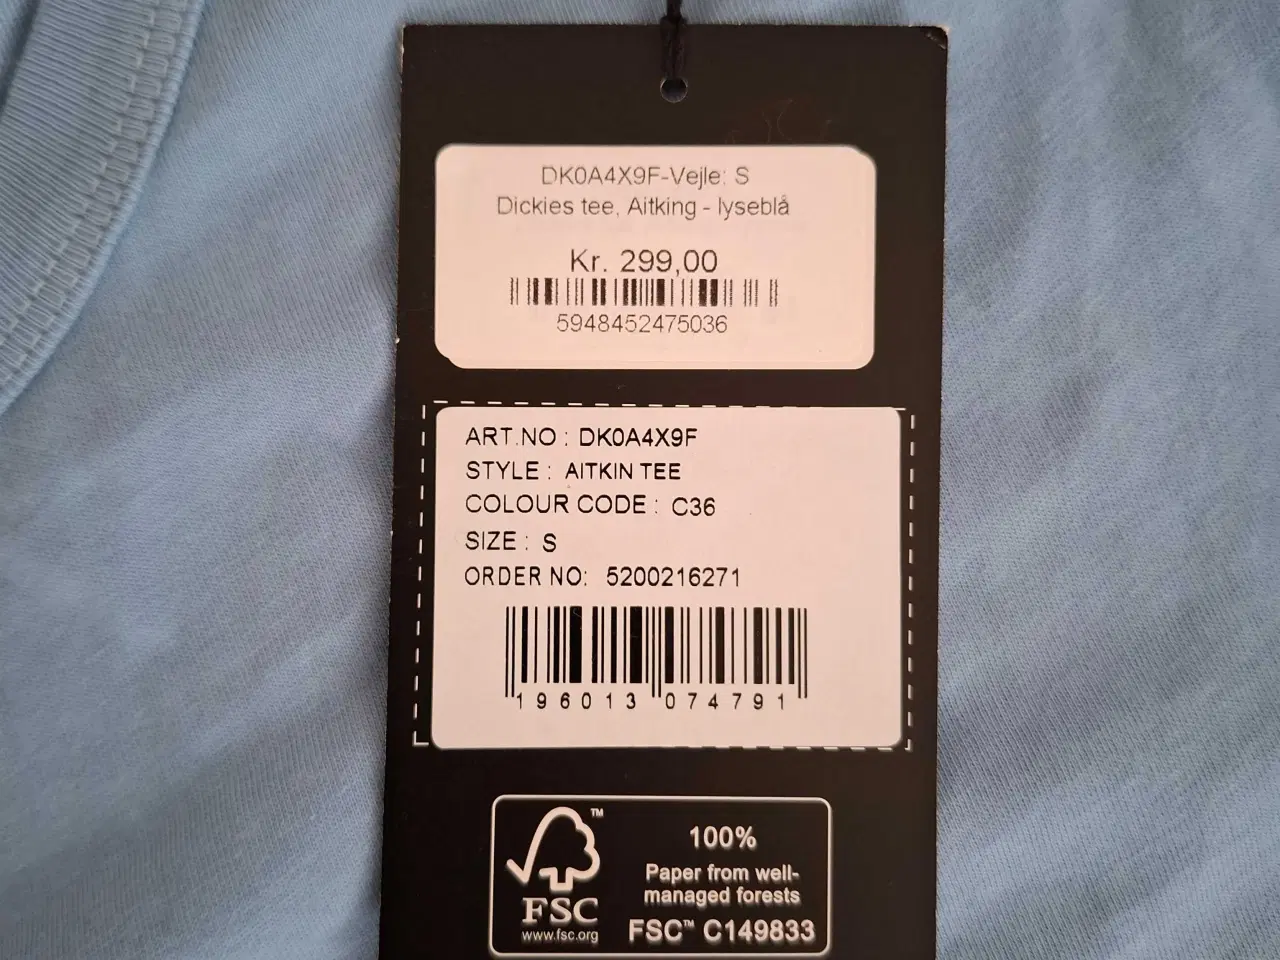 DK0A4X9F-Vejle: S
Dickies tee, Aitking - lyseblå
Kr. 299,00
5948452475036
ART.NO : DK0A4X9F
STYLE : AITKIN TEE
COLOUR CODE : C36
SIZE : S
ORDER NO: 5200216271
196013 074791
™
100%
Paper from well-
managed forests
FSC
www.fsc.org
FSC™ C149833